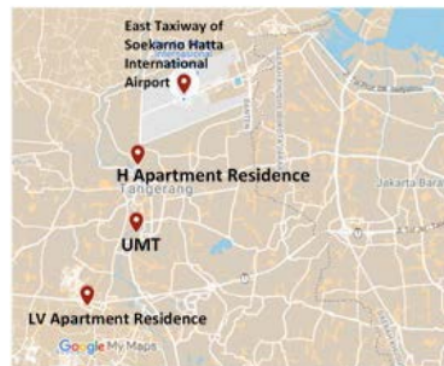 East Taxiway of
Soekarno Hatta
International
Airport
H Apartment Residence
Tangerang
Jakarta Bara
UMT
LV Apartment Residence
Google My Maps